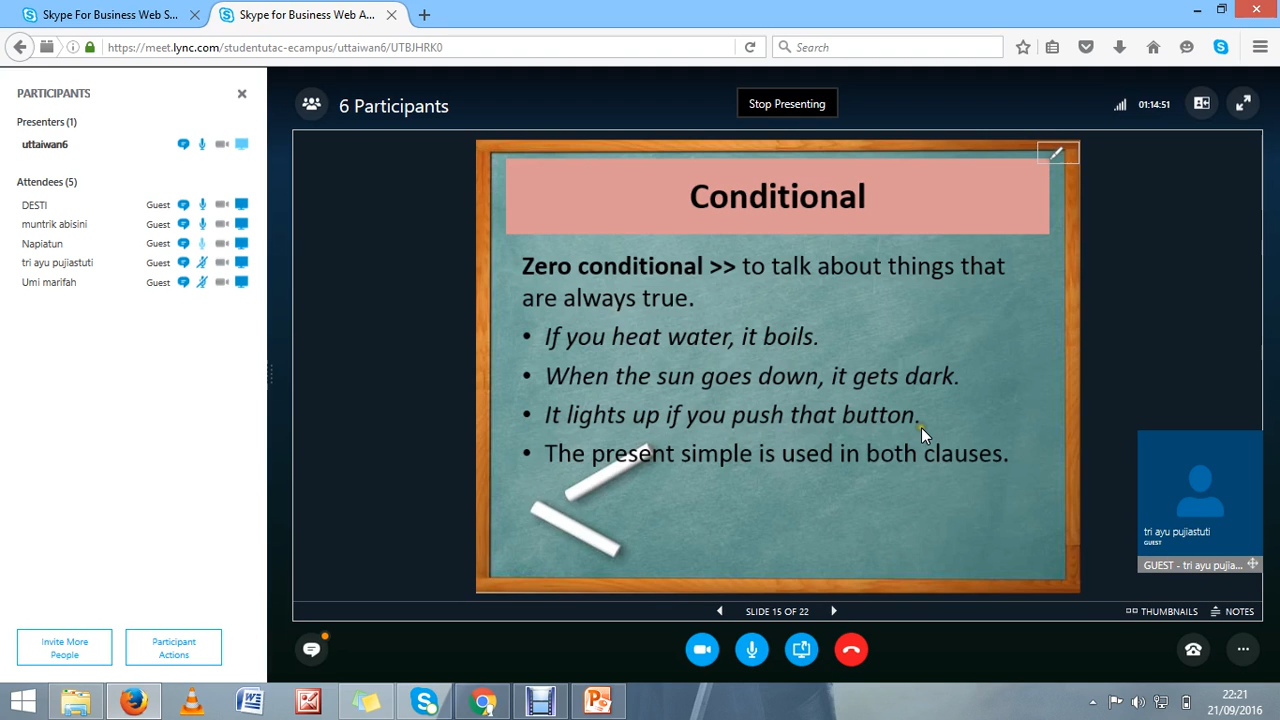 Skype For Business Web S...
Skype for Business Web A...
https://meet.lync.com/studentutac-ecampus/uttaiwan6/UTBJHRK0
Search
PARTICIPANTS
Presenters (1)
uttaiwan6
Attendees (5)
DESTI Guest
muntrik abisini Guest
Napiatun Guest
tri ayu pujiastuti Guest
Umi marifah Guest
Invite More People
Participant Actions
6 Participants
Stop Presenting
01:14:51
Conditional
Zero conditional >> to talk about things that
are always true.
• If you heat water, it boils.
• When the sun goes down, it gets dark.
• It lights up if you push that button.
• The present simple is used in both clauses.
tri ayu pujiastuti
GUEST
GUEST - tri ayu pujia...
SLIDE 15 OF 22
THUMBNAILS
NOTES
22:21
21/09/2016